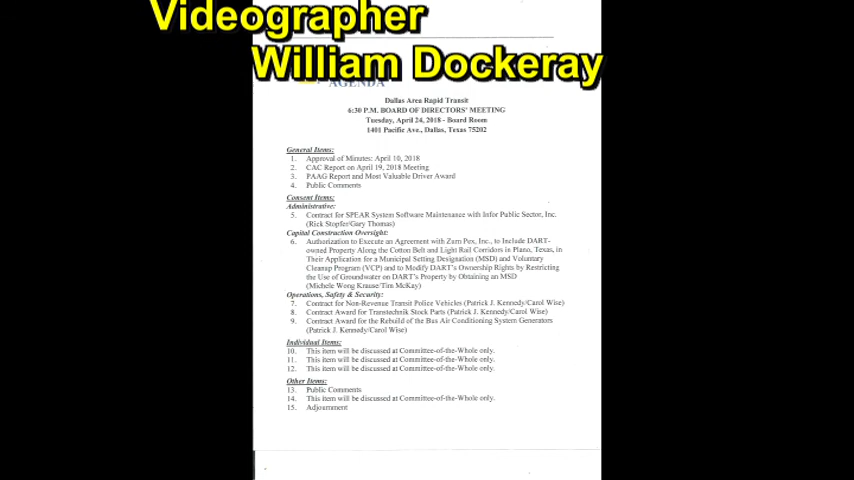 Videographer
William Dockeray
AGENDA
Dallas Area Rapid Transit
6:30 P.M. BOARD OF DIRECTORS' MEETING
Tuesday, April 24, 2018 - Board Room
1401 Pacific Ave., Dallas, Texas 75202
General Items:
1. Approval of Minutes: April 10, 2018
2. CAC Report on April 19, 2018 Meeting
3. PAAG Report and Most Valuable Driver Award
4. Public Comments
Consent Items:
Administrative:
5. Contract for SPEAR System Software Maintenance with Infor Public Sector, Inc.
(Rick Stopfer/Gary Thomas)
Capital Construction Oversight:
6. Authorization to Execute an Agreement with Zurn Pex, Inc., to Include DART-
owned Property Along the Cotton Belt and Light Rail Corridors in Plano, Texas, in
Their Application for a Municipal Setting Designation (MSD) and Voluntary
Cleanup Program (VCP) and to Modify DART's Ownership Rights by Restricting
the Use of Groundwater on DART's Property by Obtaining an MSD
(Michele Wong Krause/Tim McKay)
Operations, Safety & Security:
7. Contract for Non-Revenue Transit Police Vehicles (Patrick J. Kennedy/Carol Wise)
8. Contract Award for Transtechnik Stock Parts (Patrick J. Kennedy/Carol Wise)
9. Contract Award for the Rebuild of the Bus Air Conditioning System Generators
(Patrick J. Kennedy/Carol Wise)
Individual Items:
10. This item will be discussed at Committee-of-the-Whole only.
11. This item will be discussed at Committee-of-the-Whole only.
12. This item will be discussed at Committee-of-the-Whole only.
Other Items:
13. Public Comments
14. This item will be discussed at Committee-of-the-Whole only.
15. Adjournment